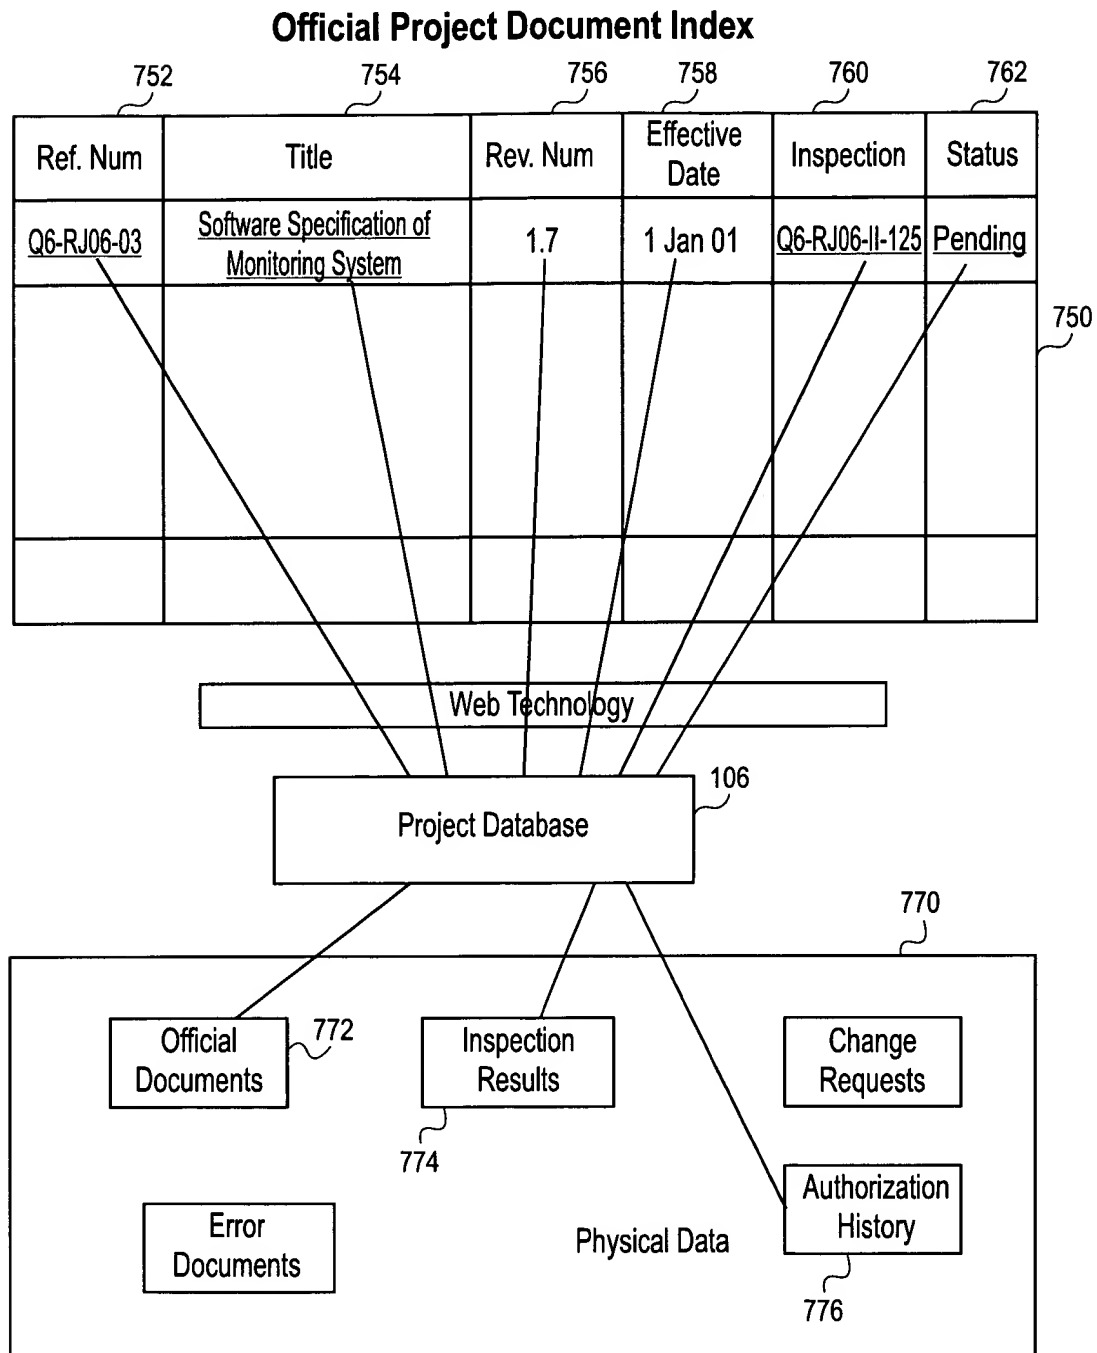 Official Project Document Index
752
754
756
758
760
762
Ref. Num
Title
Rev. Num
Effective
Date
Inspection
Status
Q6-RJ06-03
Software Specification of
Monitoring System
1.7
1 Jan 01
Q6-RJ06-II-125
Pending
750
Web Technology
106
Project Database
770
Official
Documents
772
Inspection
Results
774
Change
Requests
Authorization
History
776
Error
Documents
Physical Data